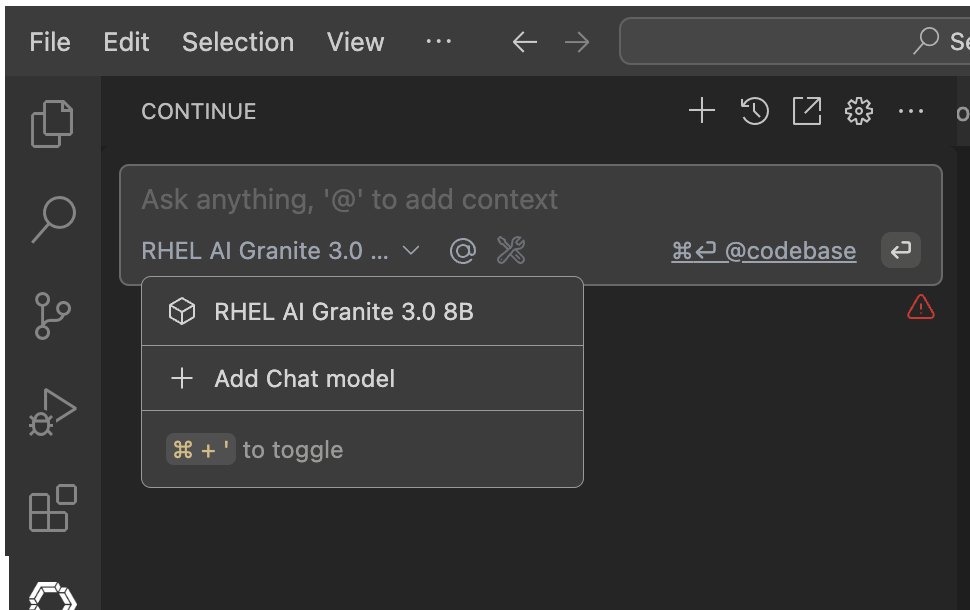 File Edit Selection View ...
CONTINUE
Ask anything, '@' to add context
RHEL AI Granite 3.0 ... @ ⌘⏎ @codebase
RHEL AI Granite 3.0 8B
+ Add Chat model
⌘ + ' to toggle